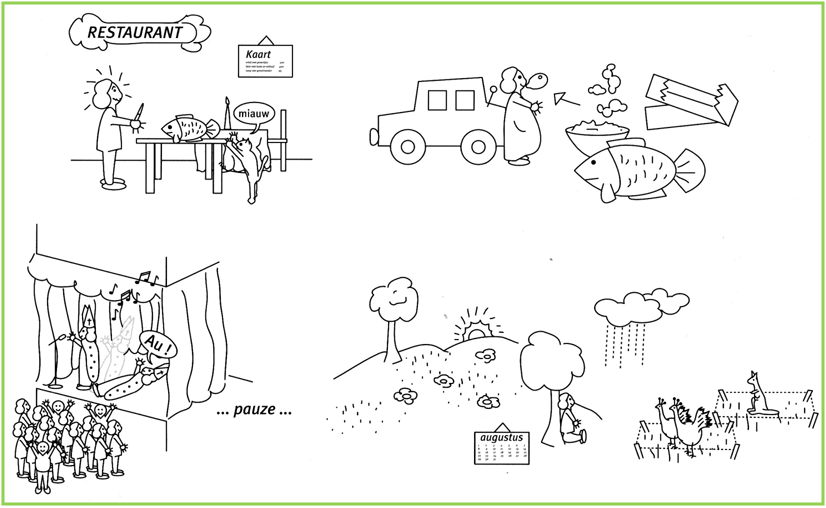 RESTAURANT
Kaart
miauw
Au !
... pauze ...
augustus